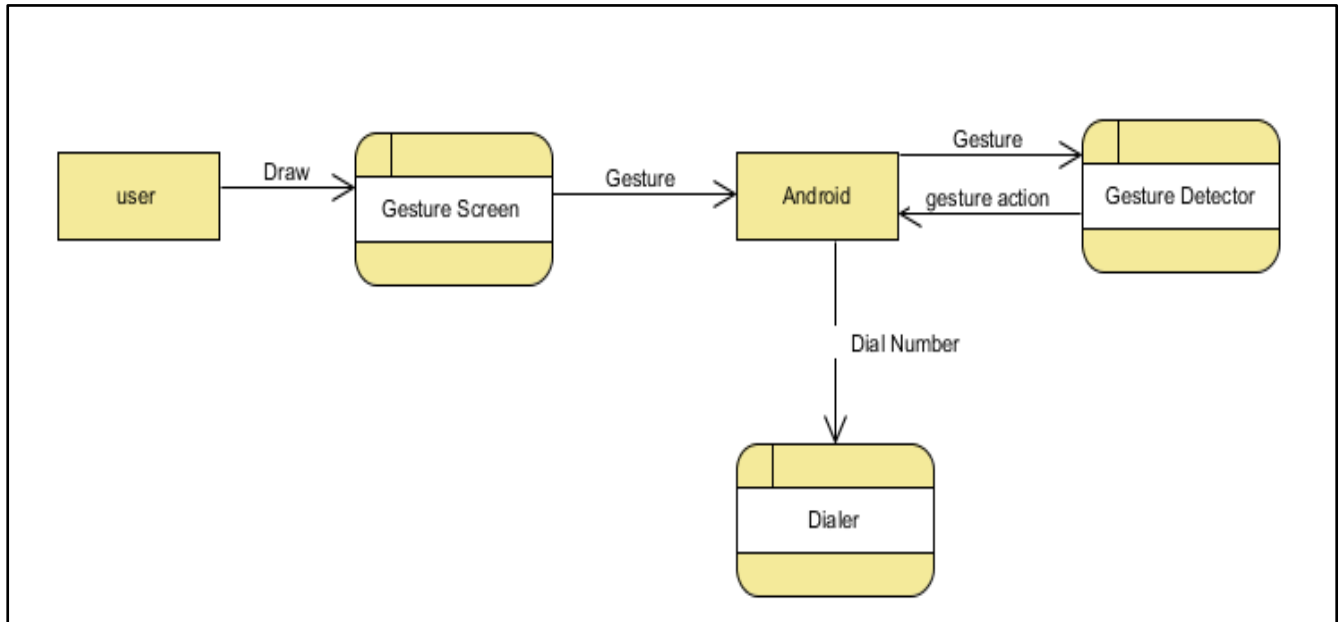 user
Draw
Gesture Screen
Gesture
Android
Gesture
gesture action
Gesture Detector
Dial Number
Dialer